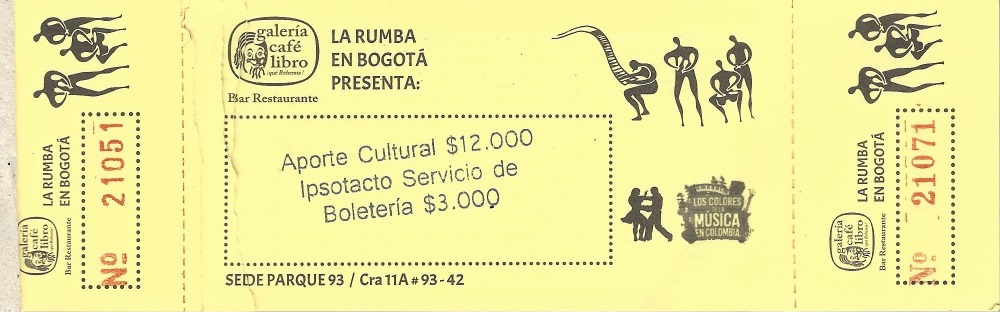 LA RUMBA
EN BOGOTÁ
galería
café
libro
Bar Restaurante
Nº 21051
galería
café
libro
¡qué Bohemia!
Bar Restaurante
LA RUMBA
EN BOGOTÁ
PRESENTA:
Aporte Cultural $12.000
Ipsotacto Servicio de
Boletería $3.000
LOS COLORES
DE LA
MÚSICA
EN COLOMBIA
SEDE PARQUE 93 / Cra 11A # 93 - 42
LA RUMBA
EN BOGOTÁ
galería
café
libro
Bar Restaurante
Nº 21071